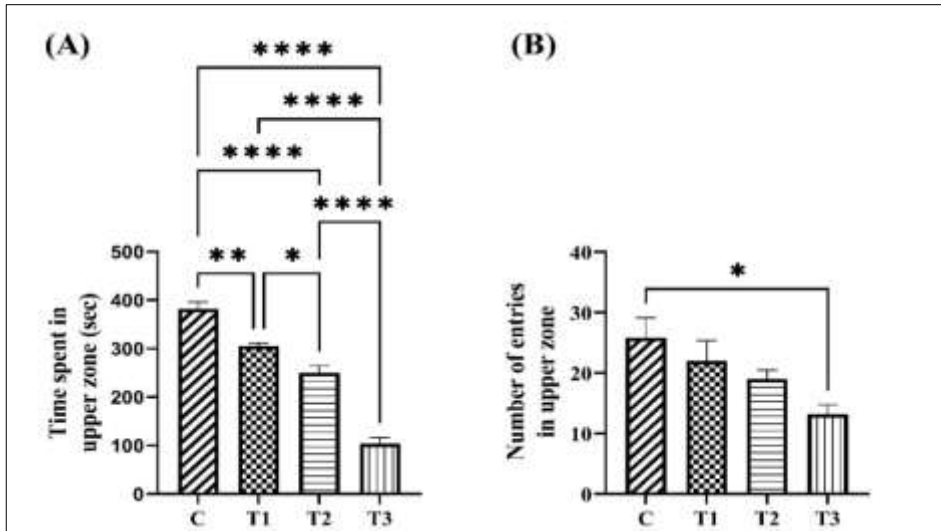 (A)
****
****
****
****
** *
500
400
300
200
100
0
Time spent in
upper zone (sec)
C T1 T2 T3
(B)
*
40
30
20
10
0
Number of entries
in upper zone
C T1 T2 T3